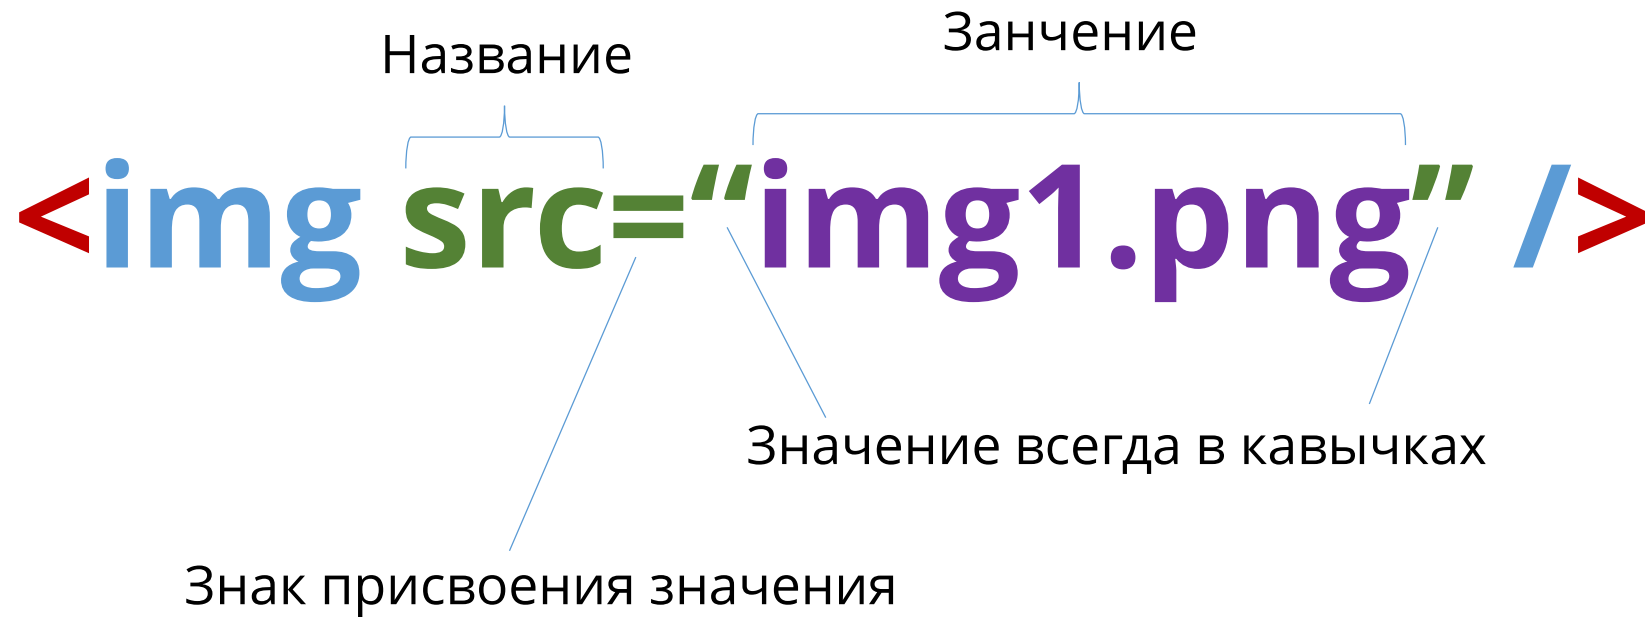 Название
Занчение
<img src=“img1.png” />
Значение всегда в кавычках
Знак присвоения значения